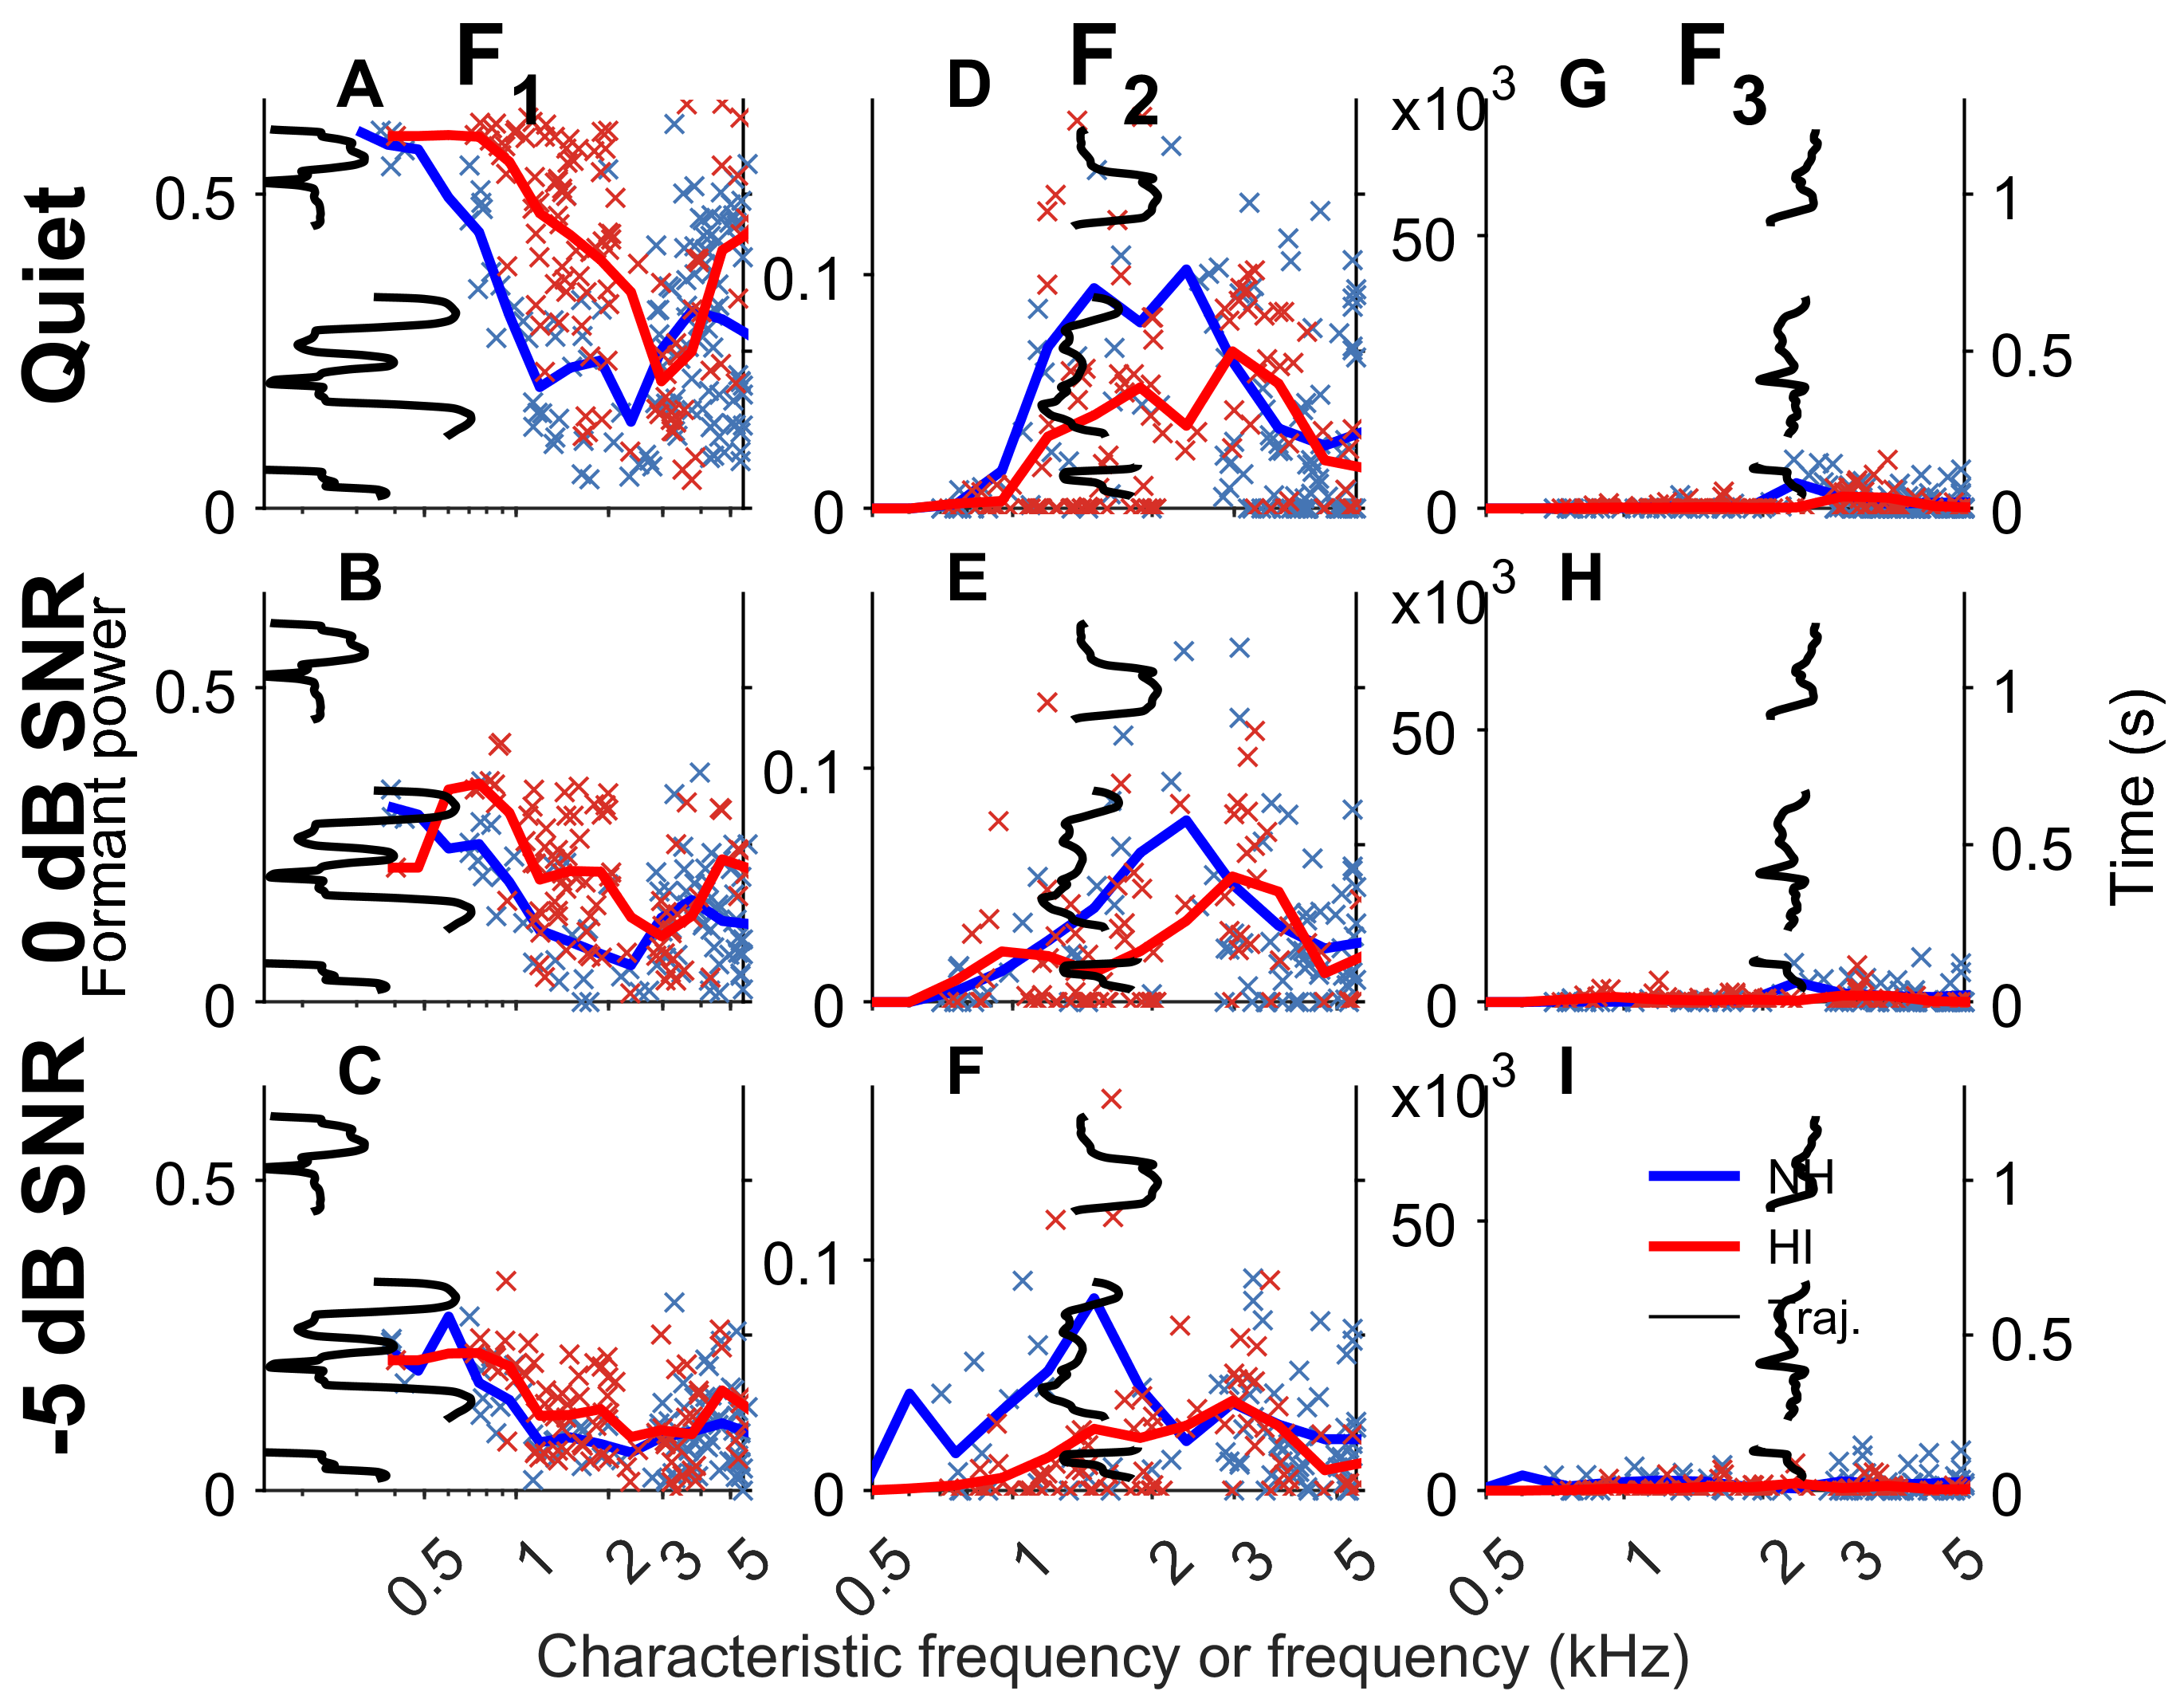 F1
F2
F3
A
D
G
Quiet
0.5
0
0.1
0
x10^3
50
0
1
0.5
0
B
E
H
0 dB SNR
Formant power
0.5
0
0.1
0
x10^3
50
0
1
0.5
0
Time (s)
C
F
I
-5 dB SNR
0.5
0
0.1
0
x10^3
50
0
NH
HI
Traj.
1
0.5
0
0.5 1 2 3 5
0.5 1 2 3 5
0.5 1 2 3 5
Characteristic frequency or frequency (kHz)